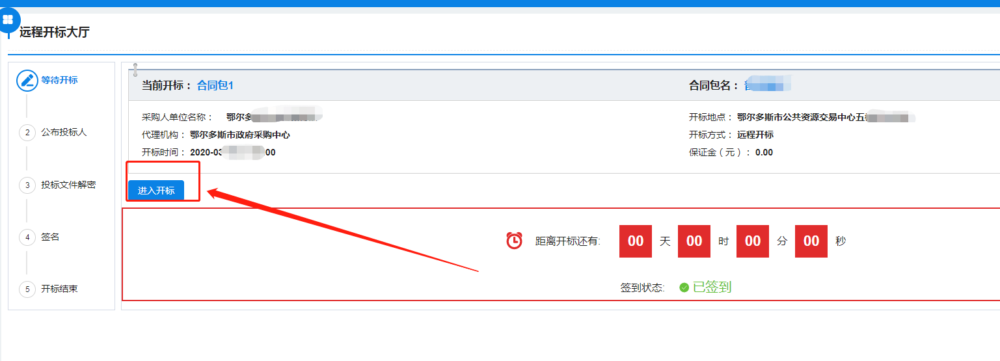 远程开标大厅
等待开标
2 公布投标人
3 投标文件解密
4 签名
5 开标结束
当前开标： 合同包1
合同包名：
采购人单位名称： 鄂尔多
开标地点： 鄂尔多斯市公共资源交易中心五
代理机构： 鄂尔多斯市政府采购中心
开标方式： 远程开标
开标时间： 2020-03 00
保证金（元）： 0.00
进入开标
距离开标还有: 00 天 00 时 00 分 00 秒
签到状态: 已签到